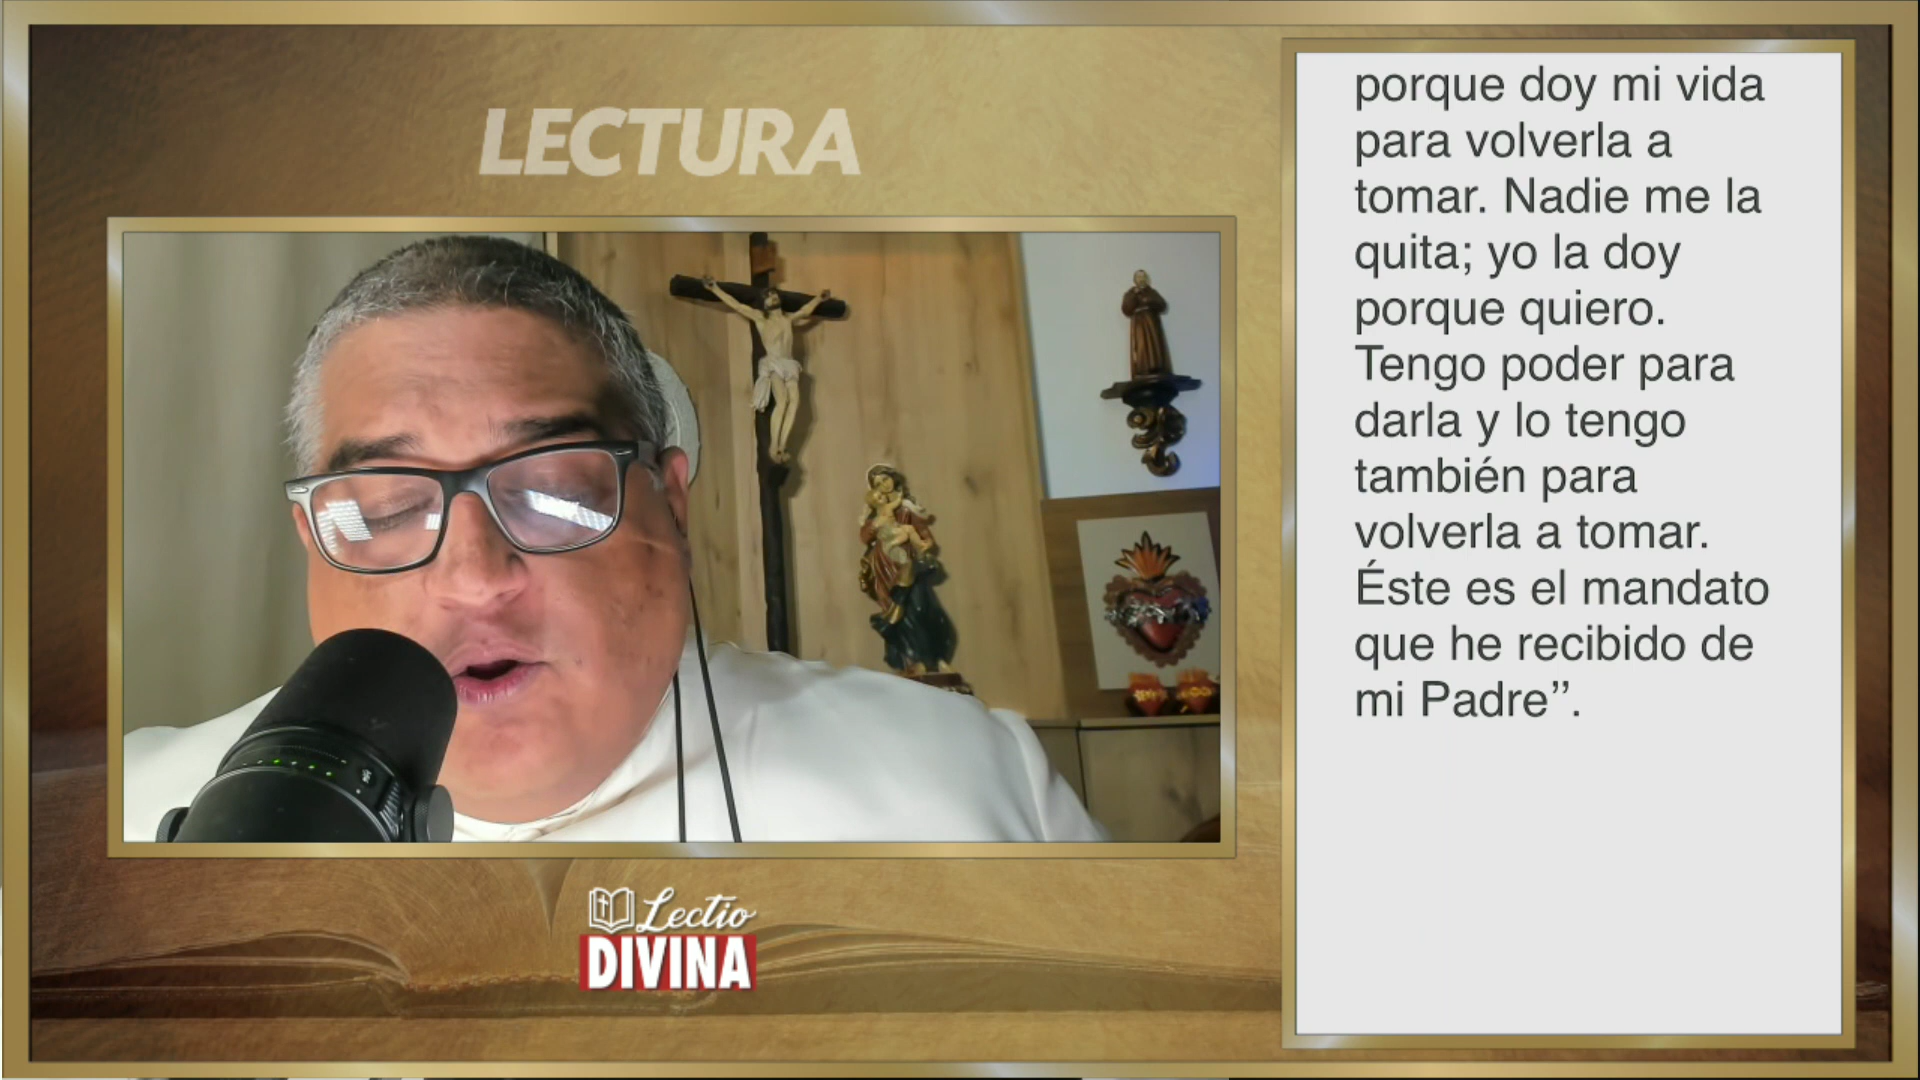 LECTURA
porque doy mi vida
para volverla a
tomar. Nadie me la
quita; yo la doy
porque quiero.
Tengo poder para
darla y lo tengo
también para
volverla a tomar.
Éste es el mandato
que he recibido de
mi Padre”.
Lectio
DIVINA